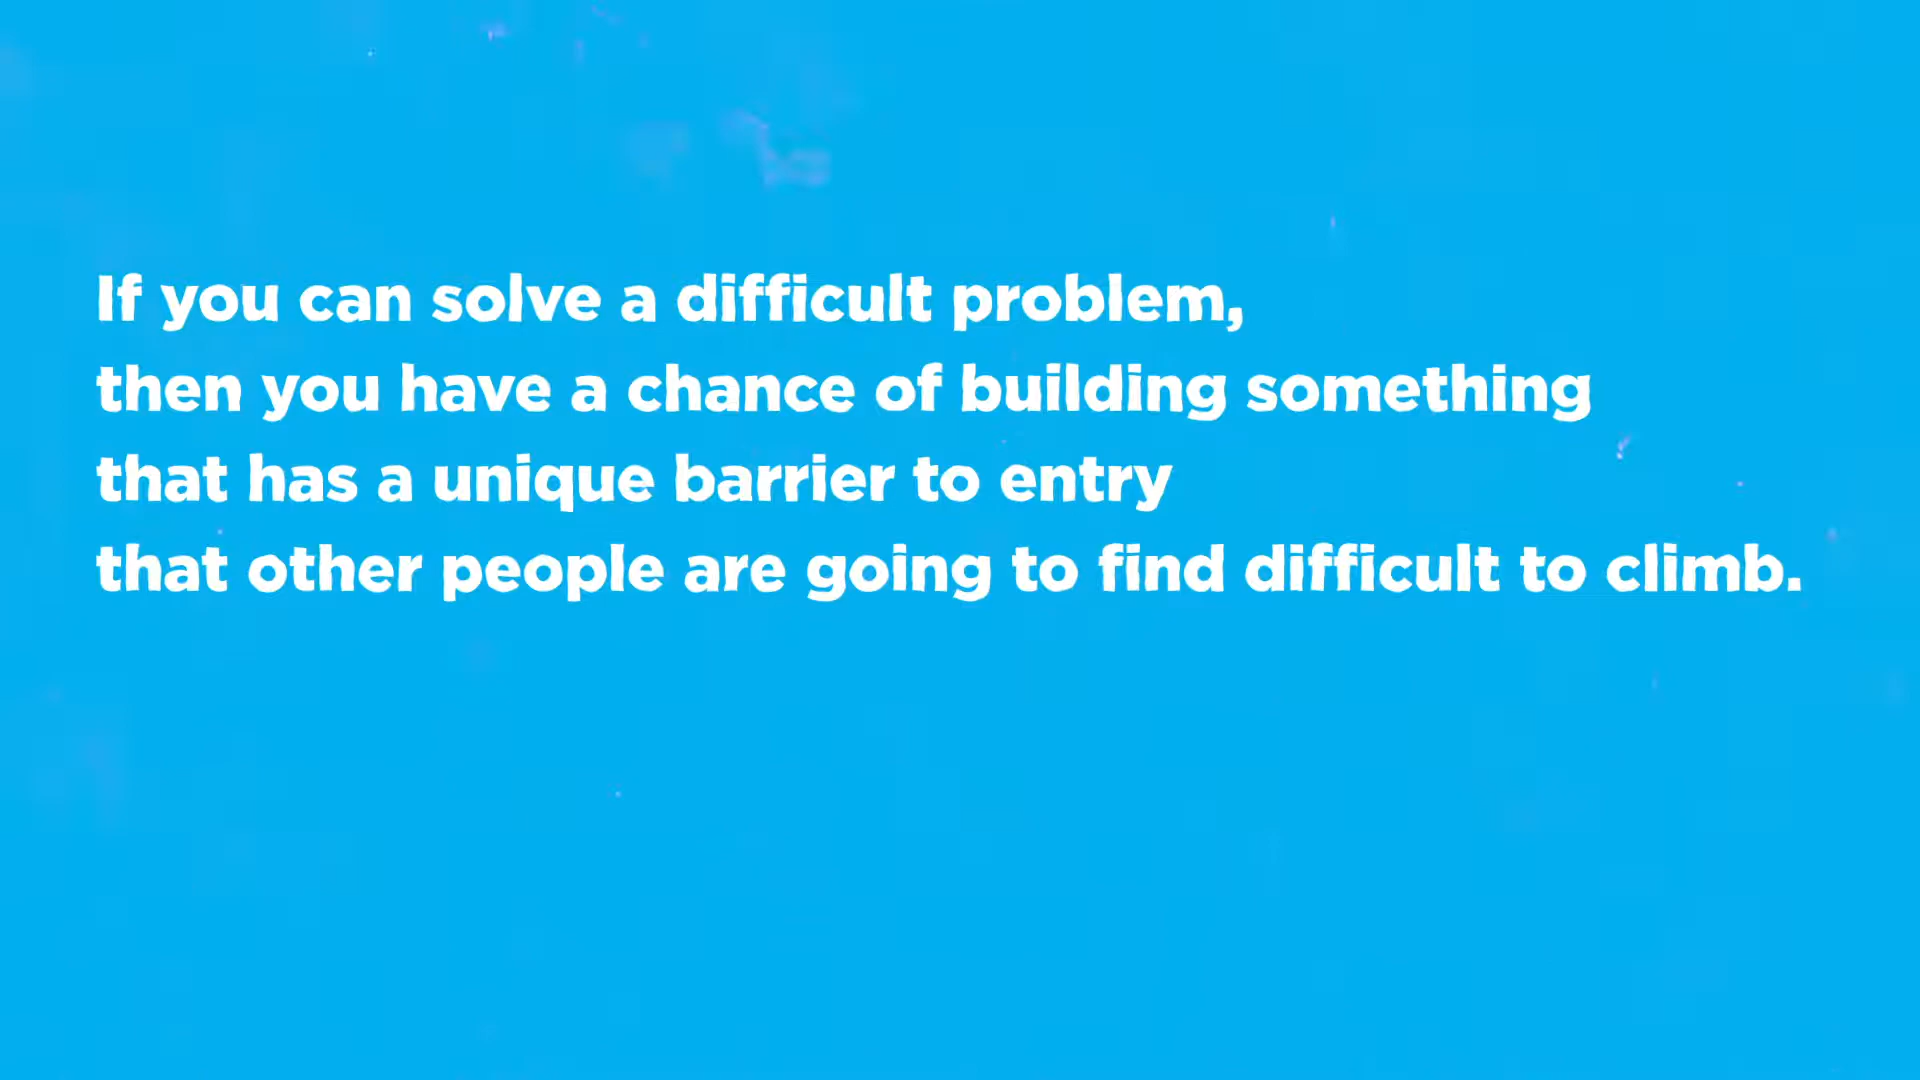 If you can solve a difficult problem,
then you have a chance of building something
that has a unique barrier to entry
that other people are going to find difficult to climb.